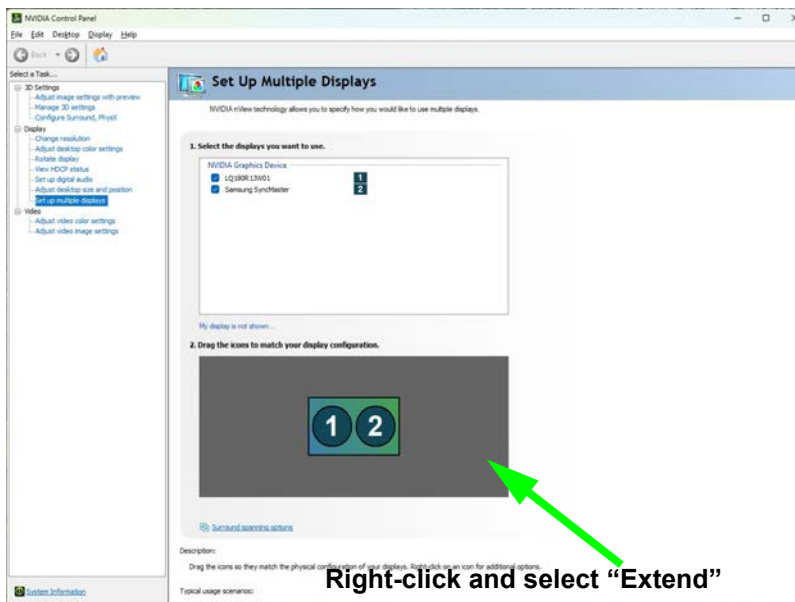 NVIDIA Control Panel
File Edit Desktop Display Help
Back
Select a Task...
3D Settings
Adjust image settings with preview
Manage 3D settings
Configure Surround, PhysX
Display
Change resolution
Adjust desktop color settings
Rotate display
View HDCP status
Set up digital audio
Adjust desktop size and position
Set up multiple displays
Video
Adjust video color settings
Adjust video image settings
System Information
Set Up Multiple Displays
NVIDIA nView technology allows you to specify how you would like to use multiple displays.
1. Select the displays you want to use.
NVIDIA Graphics Device
LQ180R13W01 1
Samsung SyncMaster 2
My display is not shown...
2. Drag the icons to match your display configuration.
1 2
Surround spanning options
Description:
Drag the icons so they match the physical configuration of your displays. Right-click on an icon for additional options.
Right-click and select “Extend”
Typical usage scenarios: